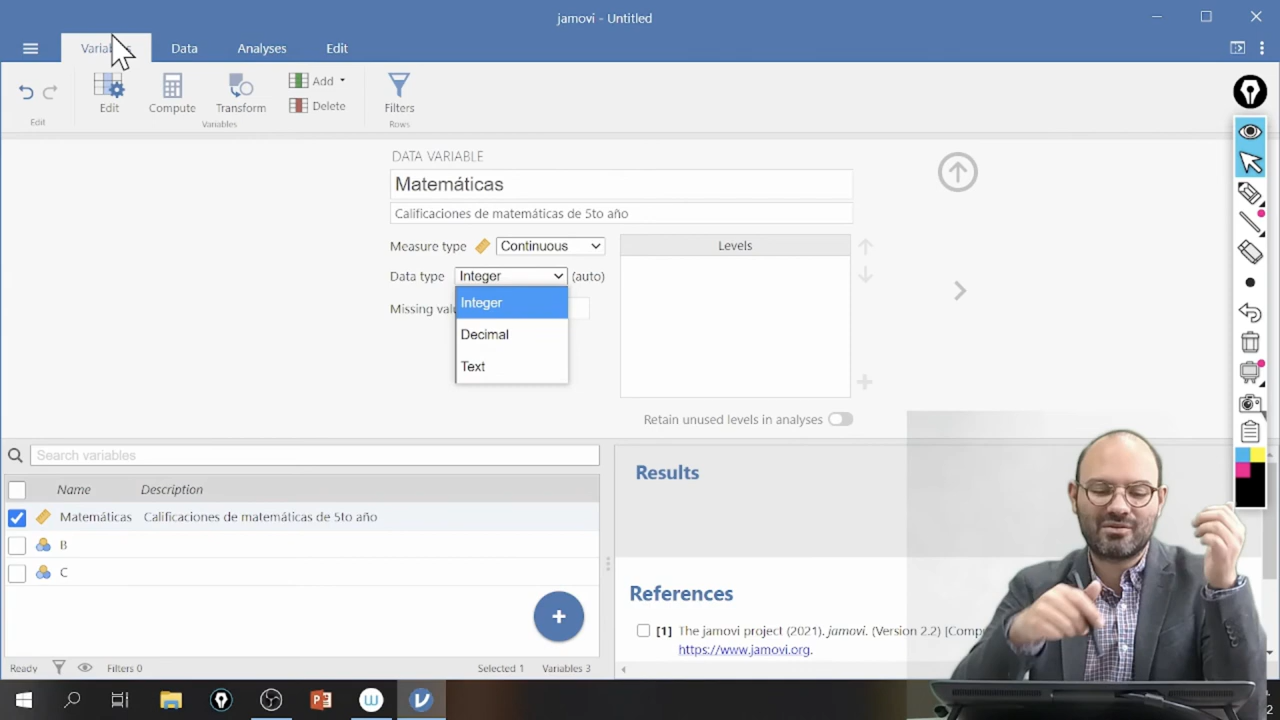 jamovi - Untitled
Variables Data Analyses Edit
Edit Compute Transform Add Delete Filters
Edit Variables Rows
DATA VARIABLE
Matemáticas
Calificaciones de matemáticas de 5to año
Measure type Continuous Levels
Data type Integer (auto)
Integer
Missing
Decimal
Text
Retain unused levels in analyses
Search variables
Name Description
Matemáticas Calificaciones de matemáticas de 5to año
B
C
Ready Filters 0 Selected 1 Variables 3
Results
References
[1] The jamovi project (2021). jamovi. (Version 2.2) [Comp
https://www.jamovi.org.